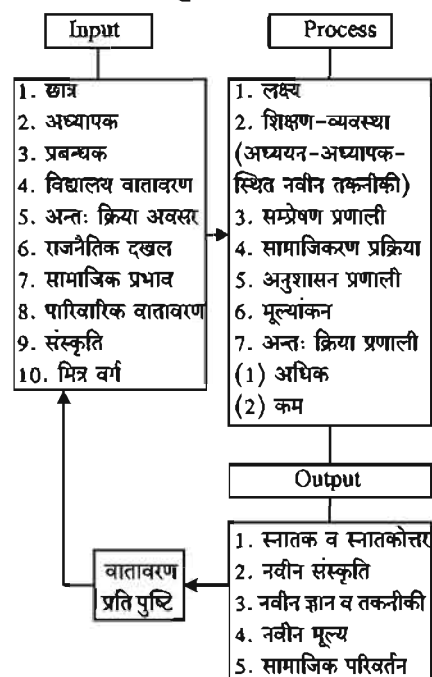 Input
1. छात्र
2. अध्यापक
3. प्रबन्धक
4. विद्यालय वातावरण
5. अन्तः क्रिया अवसर
6. राजनैतिक दखल
7. सामाजिक प्रभाव
8. पारिवारिक वातावरण
9. संस्कृति
10. मित्र वर्ग
Process
1. लक्ष्य
2. शिक्षण-व्यवस्था
(अध्ययन-अध्यापक-
स्थित नवीन तकनीकी)
3. सम्प्रेषण प्रणाली
4. सामाजिकरण प्रक्रिया
5. अनुशासन प्रणाली
6. मूल्यांकन
7. अन्तः क्रिया प्रणाली
(1) अधिक
(2) कम
Output
1. स्नातक व स्नातकोत्तर
2. नवीन संस्कृति
3. नवीन ज्ञान व तकनीकी
4. नवीन मूल्य
5. सामाजिक परिवर्तन
वातावरण
प्रति पुष्टि